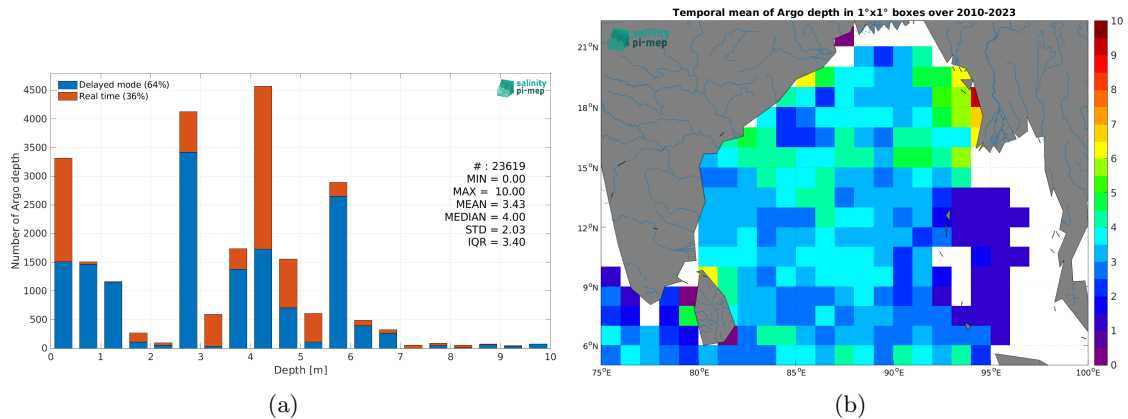 salinity
pi-mep
Delayed mode (64%)
Real time (36%)
Number of Argo depth
4500
4000
3500
3000
2500
2000
1500
1000
500
0
# : 23619
MIN = 0.00
MAX = 10.00
MEAN = 3.43
MEDIAN = 4.00
STD = 2.03
IQR = 3.40
0 1 2 3 4 5 6 7 8 9 10
Depth [m]
(a)
Temporal mean of Argo depth in 1°x1° boxes over 2010-2023
salinity
pi-mep
21°N
18°N
15°N
12°N
9°N
6°N
75°E 80°E 85°E 90°E 95°E 100°E
10
9
8
7
6
5
4
3
2
1
0
(b)